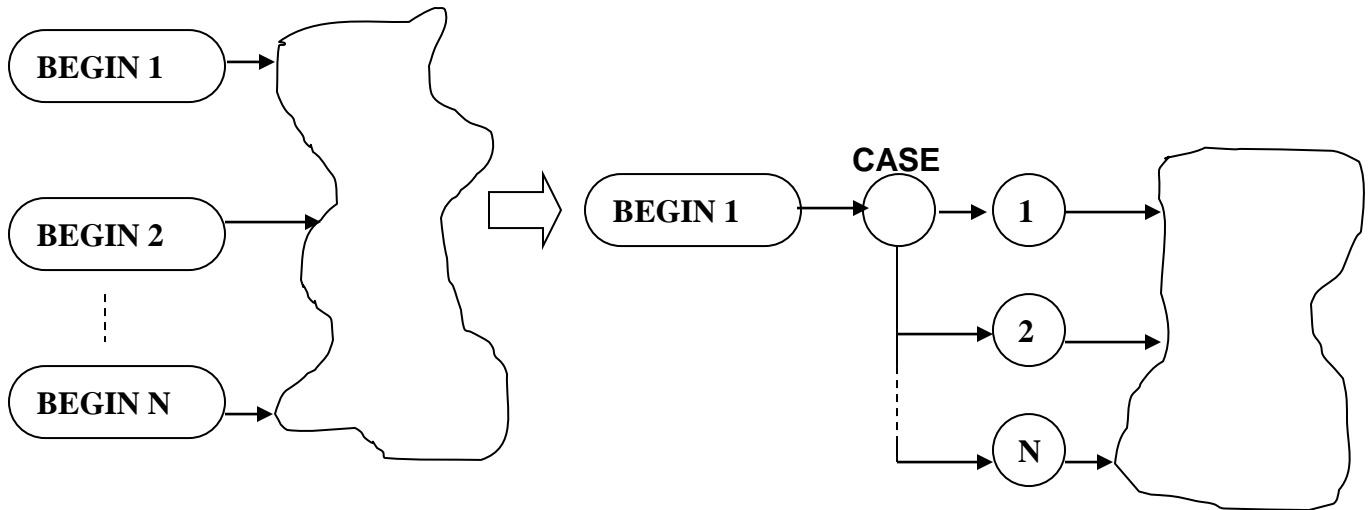 BEGIN 1
BEGIN 2
BEGIN N
CASE
BEGIN 1
1
2
N